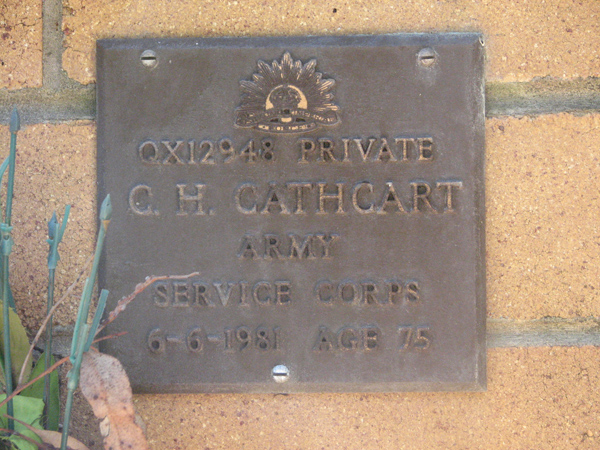 QX12948 PRIVATE
C. H. CATHCART
ARMY
SERVICE CORPS
6-6-1981 AGE 75